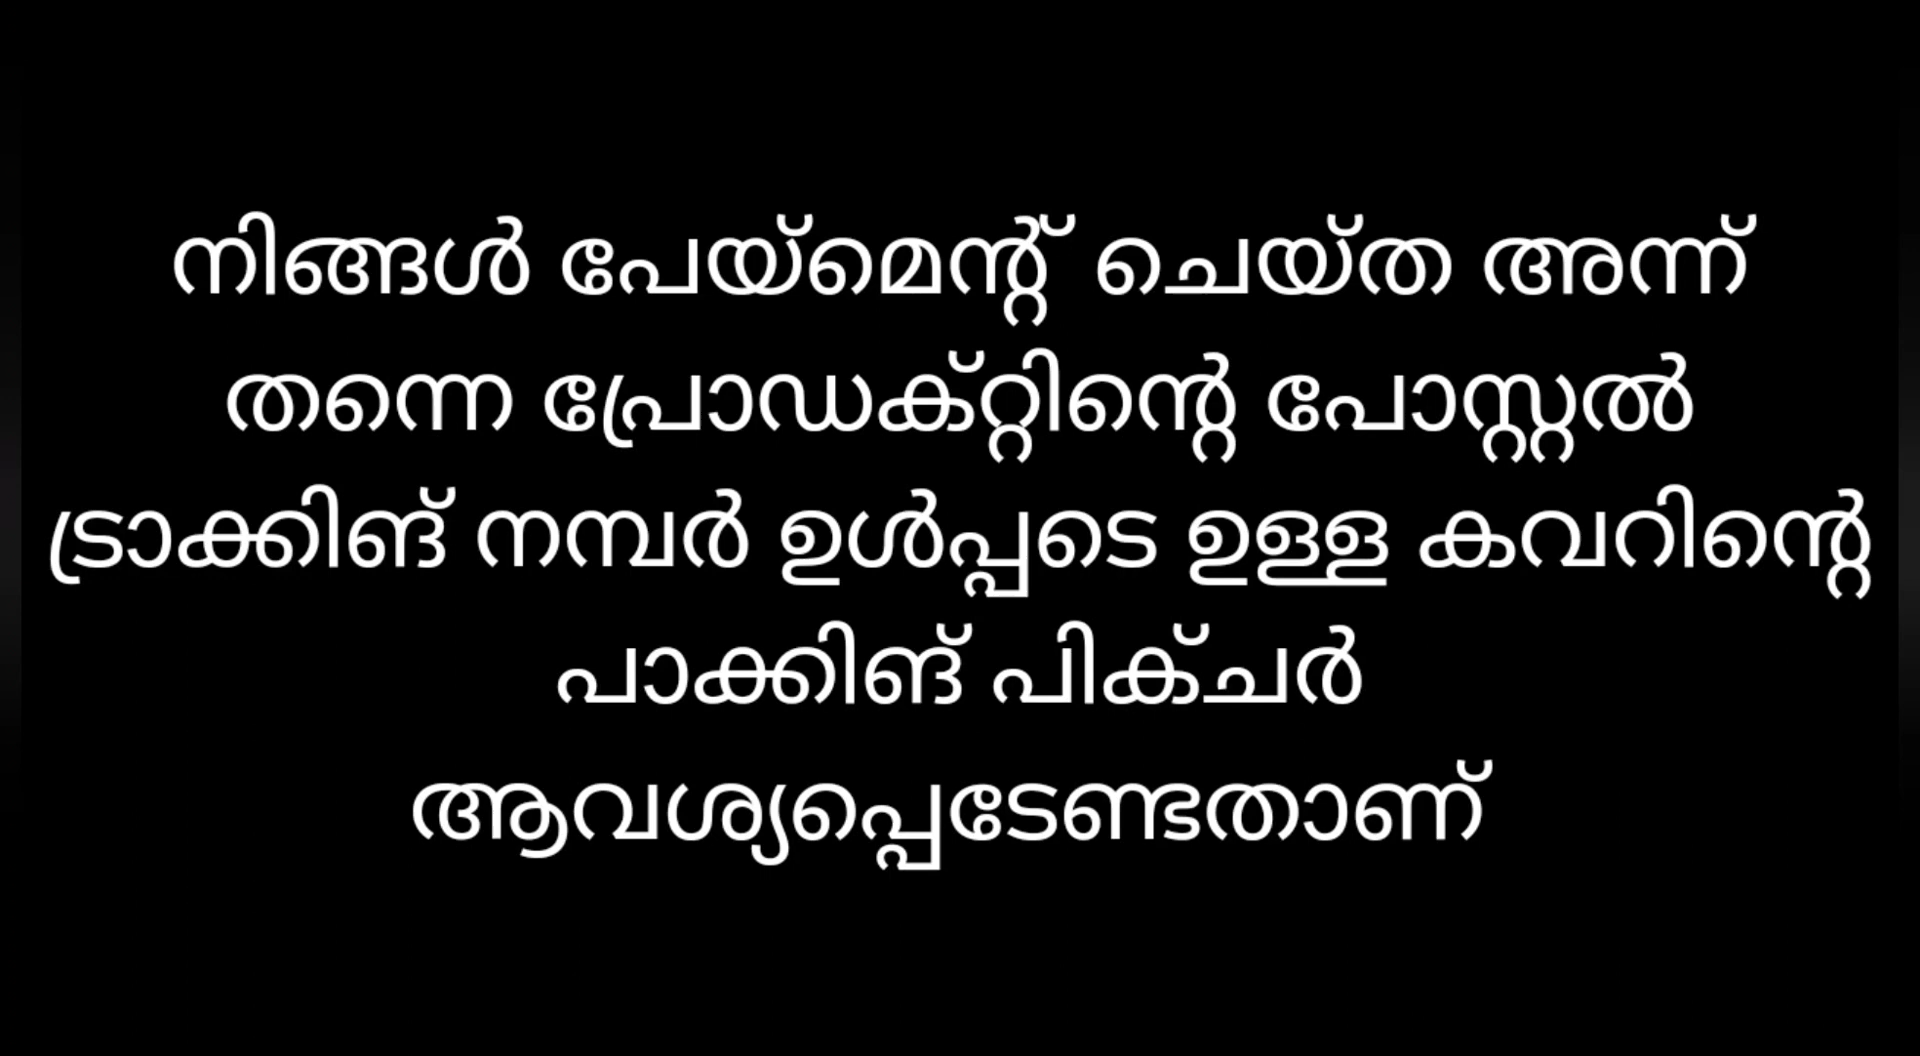 നിങ്ങൾ പേയ്മെന്റ് ചെയ്ത അന്ന്
തന്നെ പ്രോഡക്റ്റിന്റെ പോസ്റ്റൽ
ട്രാക്കിങ് നമ്പർ ഉൾപ്പടെ ഉള്ള കവറിന്റെ
പാക്കിങ് പിക്ചർ
ആവശ്യപ്പെടേണ്ടതാണ്